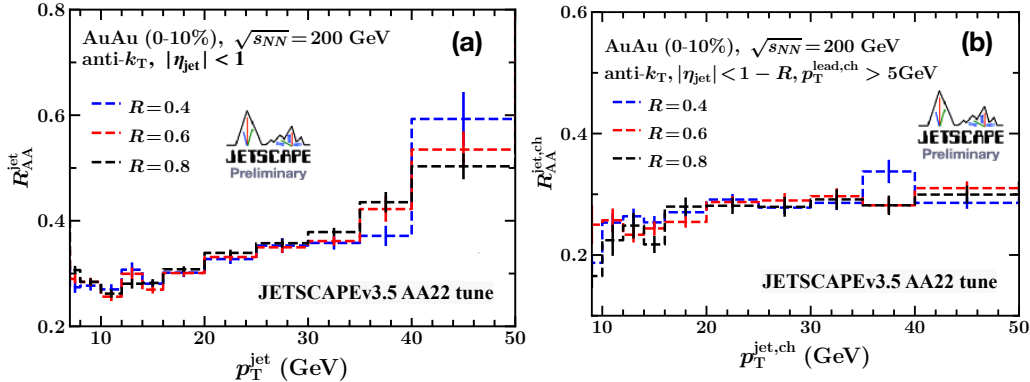 AuAu (0-10%), √sNN = 200 GeV
anti-kT, |ηjet| < 1
(a)
R = 0.4
R = 0.6
R = 0.8
JETSCAPE
Preliminary
JETSCAPEv3.5 AA22 tune
R^jet_AA
0.8
0.6
0.4
0.2
10 20 30 40 50
p^jet_T (GeV)
AuAu (0-10%), √sNN = 200 GeV
(b)
anti-kT, |ηjet| < 1 − R, p^lead,ch_T > 5GeV
R = 0.4
R = 0.6
R = 0.8
JETSCAPE
Preliminary
JETSCAPEv3.5 AA22 tune
R^jet,ch_AA
0.6
0.4
0.2
10 20 30 40 50
p^jet,ch_T (GeV)